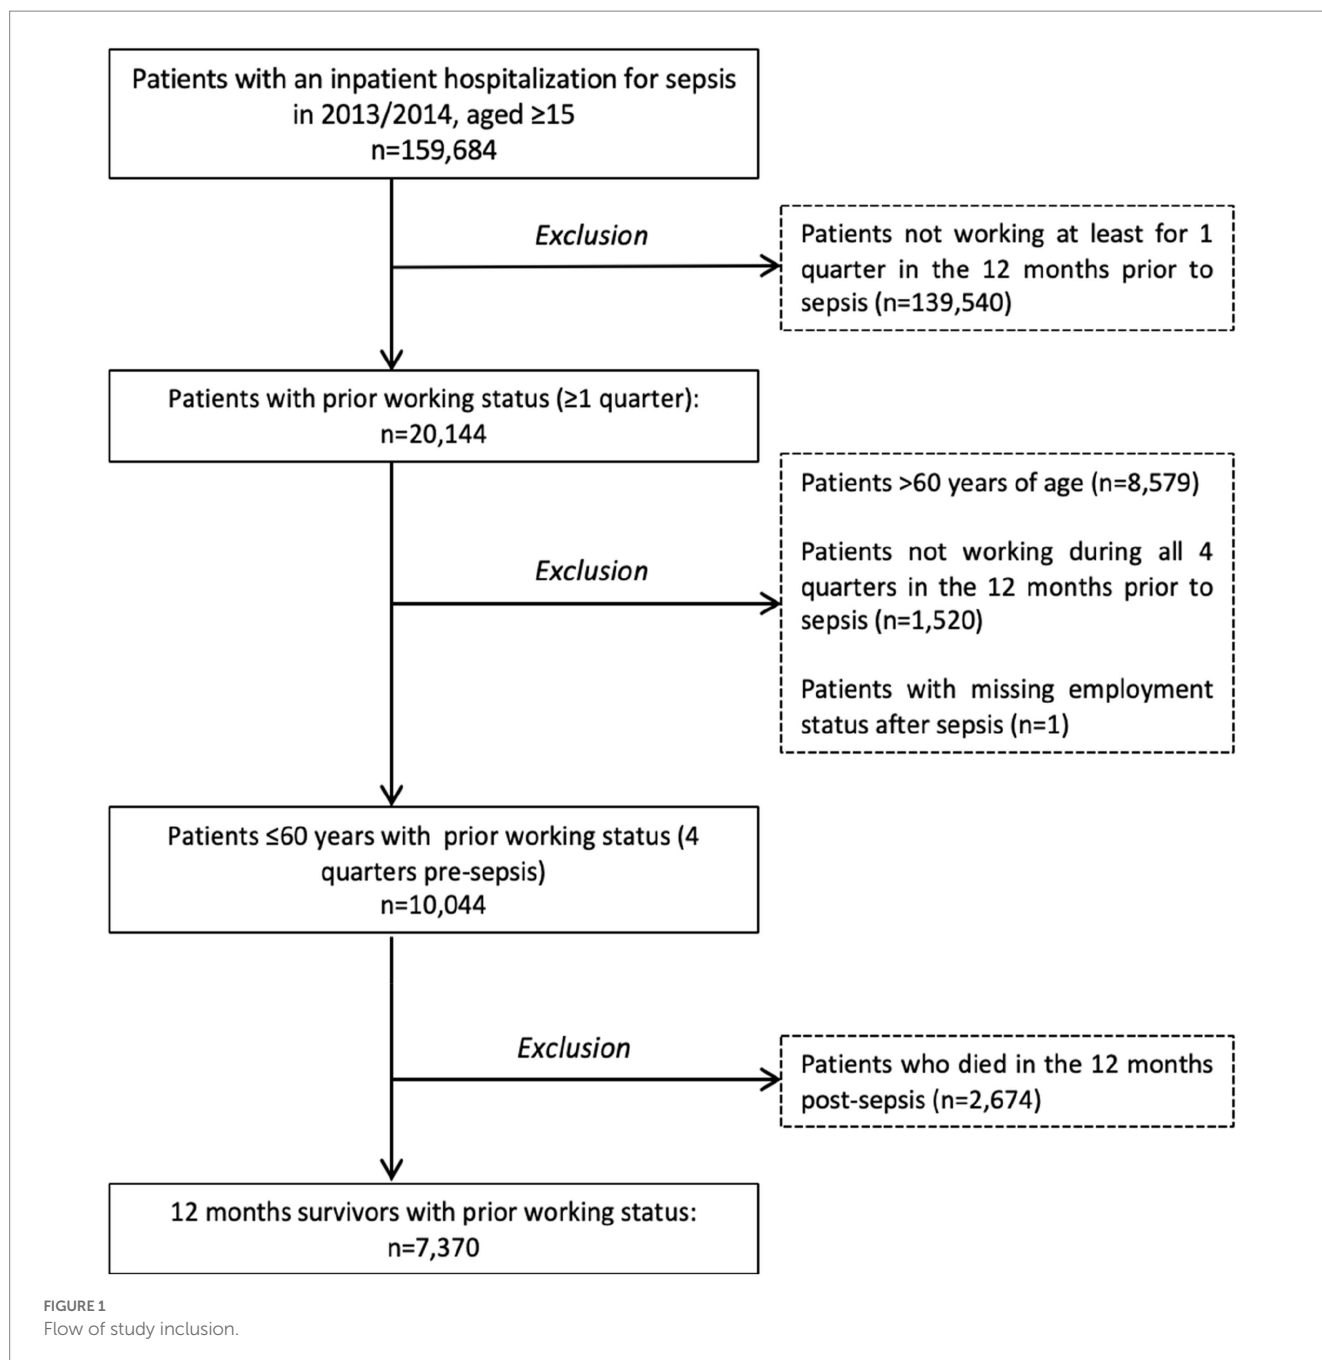 Patients with an inpatient hospitalization for sepsis
in 2013/2014, aged ≥15
n=159,684
Exclusion
Patients not working at least for 1
quarter in the 12 months prior to
sepsis (n=139,540)
Patients with prior working status (≥1 quarter):
n=20,144
Exclusion
Patients >60 years of age (n=8,579)
Patients not working during all 4
quarters in the 12 months prior to
sepsis (n=1,520)
Patients with missing employment
status after sepsis (n=1)
Patients ≤60 years with prior working status (4
quarters pre-sepsis)
n=10,044
Exclusion
Patients who died in the 12 months
post-sepsis (n=2,674)
12 months survivors with prior working status:
n=7,370
FIGURE 1
Flow of study inclusion.